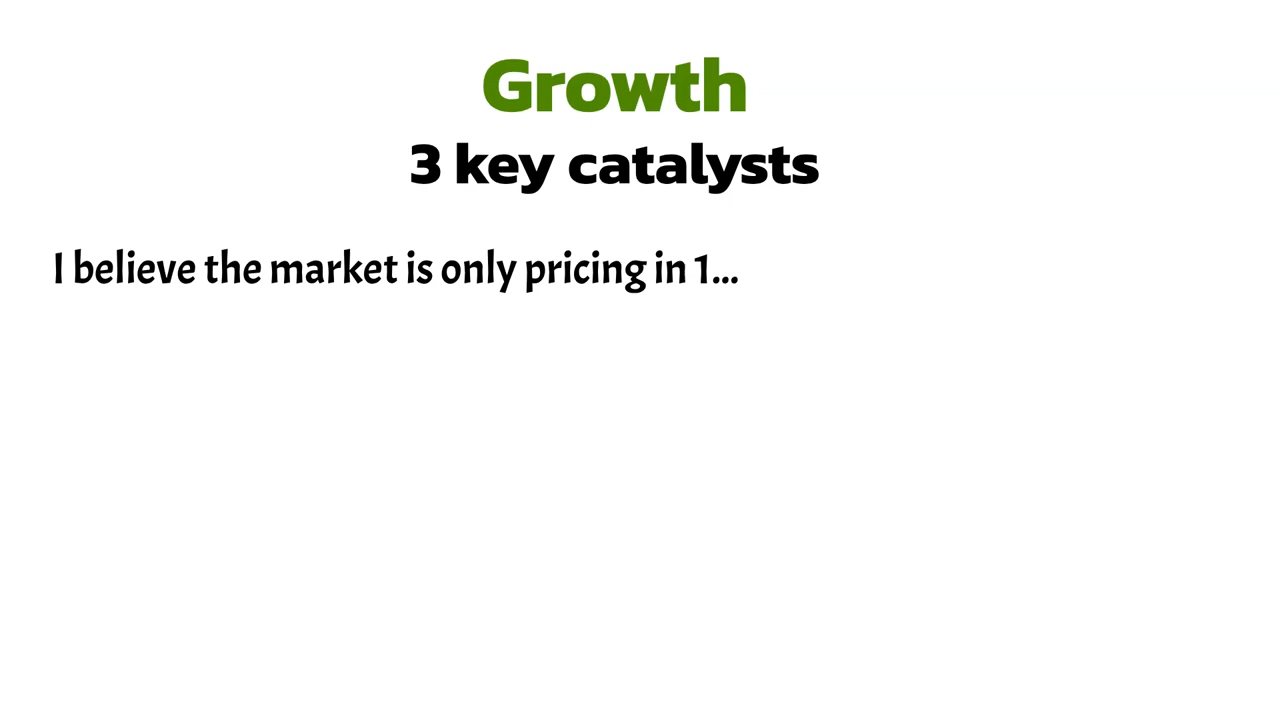 Growth
3 key catalysts
I believe the market is only pricing in 1...